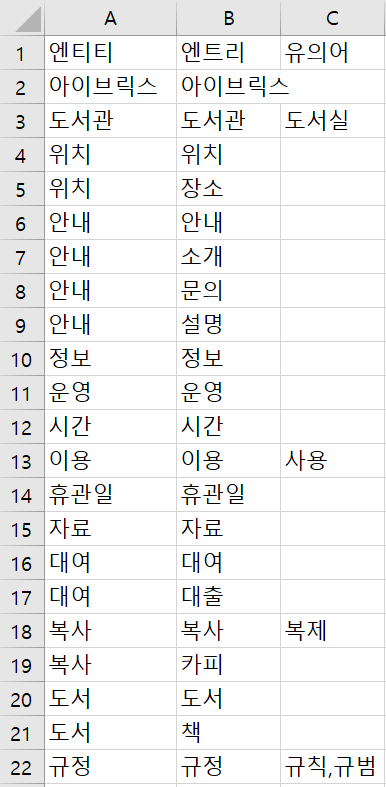 A B C
1 엔티티 엔트리 유의어
2 아이브릭스 아이브릭스
3 도서관 도서관 도서실
4 위치 위치
5 위치 장소
6 안내 안내
7 안내 소개
8 안내 문의
9 안내 설명
10 정보 정보
11 운영 운영
12 시간 시간
13 이용 이용 사용
14 휴관일 휴관일
15 자료 자료
16 대여 대여
17 대여 대출
18 복사 복사 복제
19 복사 카피
20 도서 도서
21 도서 책
22 규정 규정 규칙,규범